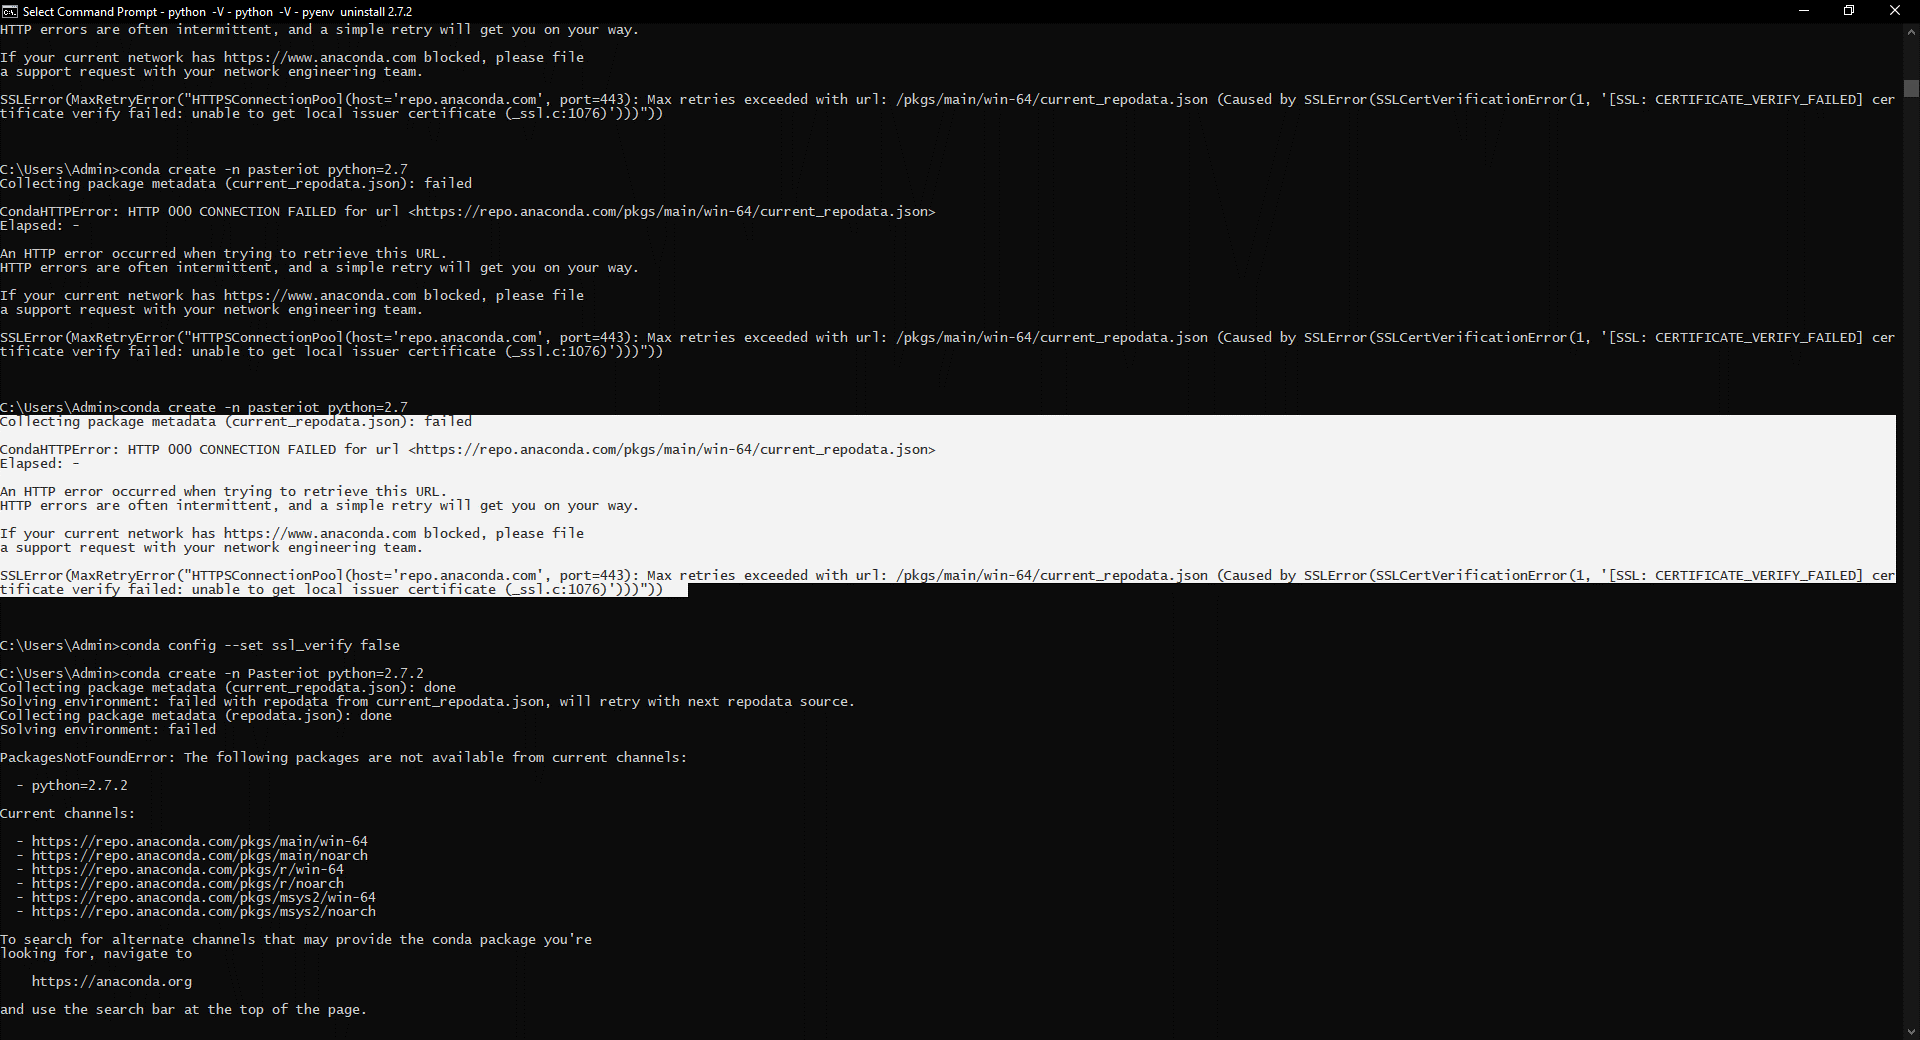 Select Command Prompt - python  -V - python  -V - pyenv  uninstall 2.7.2
HTTP errors are often intermittent, and a simple retry will get you on your way.
If your current network has https://www.anaconda.com blocked, please file
a support request with your network engineering team.
SSLError(MaxRetryError("HTTPSConnectionPool(host='repo.anaconda.com', port=443): Max retries exceeded with url: /pkgs/main/win-64/current_repodata.json (Caused by SSLError(SSLCertVerificationError(1, '[SSL: CERTIFICATE_VERIFY_FAILED] cer
tificate verify failed: unable to get local issuer certificate (_ssl.c:1076)')))"))
C:\Users\Admin>conda create -n pasteriot python=2.7
Collecting package metadata (current_repodata.json): failed
CondaHTTPError: HTTP 000 CONNECTION FAILED for url <https://repo.anaconda.com/pkgs/main/win-64/current_repodata.json>
Elapsed: -
An HTTP error occurred when trying to retrieve this URL.
HTTP errors are often intermittent, and a simple retry will get you on your way.
If your current network has https://www.anaconda.com blocked, please file
a support request with your network engineering team.
SSLError(MaxRetryError("HTTPSConnectionPool(host='repo.anaconda.com', port=443): Max retries exceeded with url: /pkgs/main/win-64/current_repodata.json (Caused by SSLError(SSLCertVerificationError(1, '[SSL: CERTIFICATE_VERIFY_FAILED] cer
tificate verify failed: unable to get local issuer certificate (_ssl.c:1076)')))"))
C:\Users\Admin>conda create -n pasteriot python=2.7
Collecting package metadata (current_repodata.json): failed
CondaHTTPError: HTTP 000 CONNECTION FAILED for url <https://repo.anaconda.com/pkgs/main/win-64/current_repodata.json>
Elapsed: -
An HTTP error occurred when trying to retrieve this URL.
HTTP errors are often intermittent, and a simple retry will get you on your way.
If your current network has https://www.anaconda.com blocked, please file
a support request with your network engineering team.
SSLError(MaxRetryError("HTTPSConnectionPool(host='repo.anaconda.com', port=443): Max retries exceeded with url: /pkgs/main/win-64/current_repodata.json (Caused by SSLError(SSLCertVerificationError(1, '[SSL: CERTIFICATE_VERIFY_FAILED] cer
tificate verify failed: unable to get local issuer certificate (_ssl.c:1076)')))"))
C:\Users\Admin>conda config --set ssl_verify false
C:\Users\Admin>conda create -n Pasteriot python=2.7.2
Collecting package metadata (current_repodata.json): done
Solving environment: failed with repodata from current_repodata.json, will retry with next repodata source.
Collecting package metadata (repodata.json): done
Solving environment: failed
PackagesNotFoundError: The following packages are not available from current channels:
- python=2.7.2
Current channels:
- https://repo.anaconda.com/pkgs/main/win-64
- https://repo.anaconda.com/pkgs/main/noarch
- https://repo.anaconda.com/pkgs/r/win-64
- https://repo.anaconda.com/pkgs/r/noarch
- https://repo.anaconda.com/pkgs/msys2/win-64
- https://repo.anaconda.com/pkgs/msys2/noarch
To search for alternate channels that may provide the conda package you're
looking for, navigate to
https://anaconda.org
and use the search bar at the top of the page.